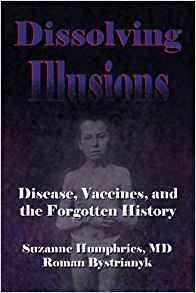 Dissolving
Illusions
Disease, Vaccines, and
the Forgotten History
Suzanne Humphries, MD
Roman Bystrianyk